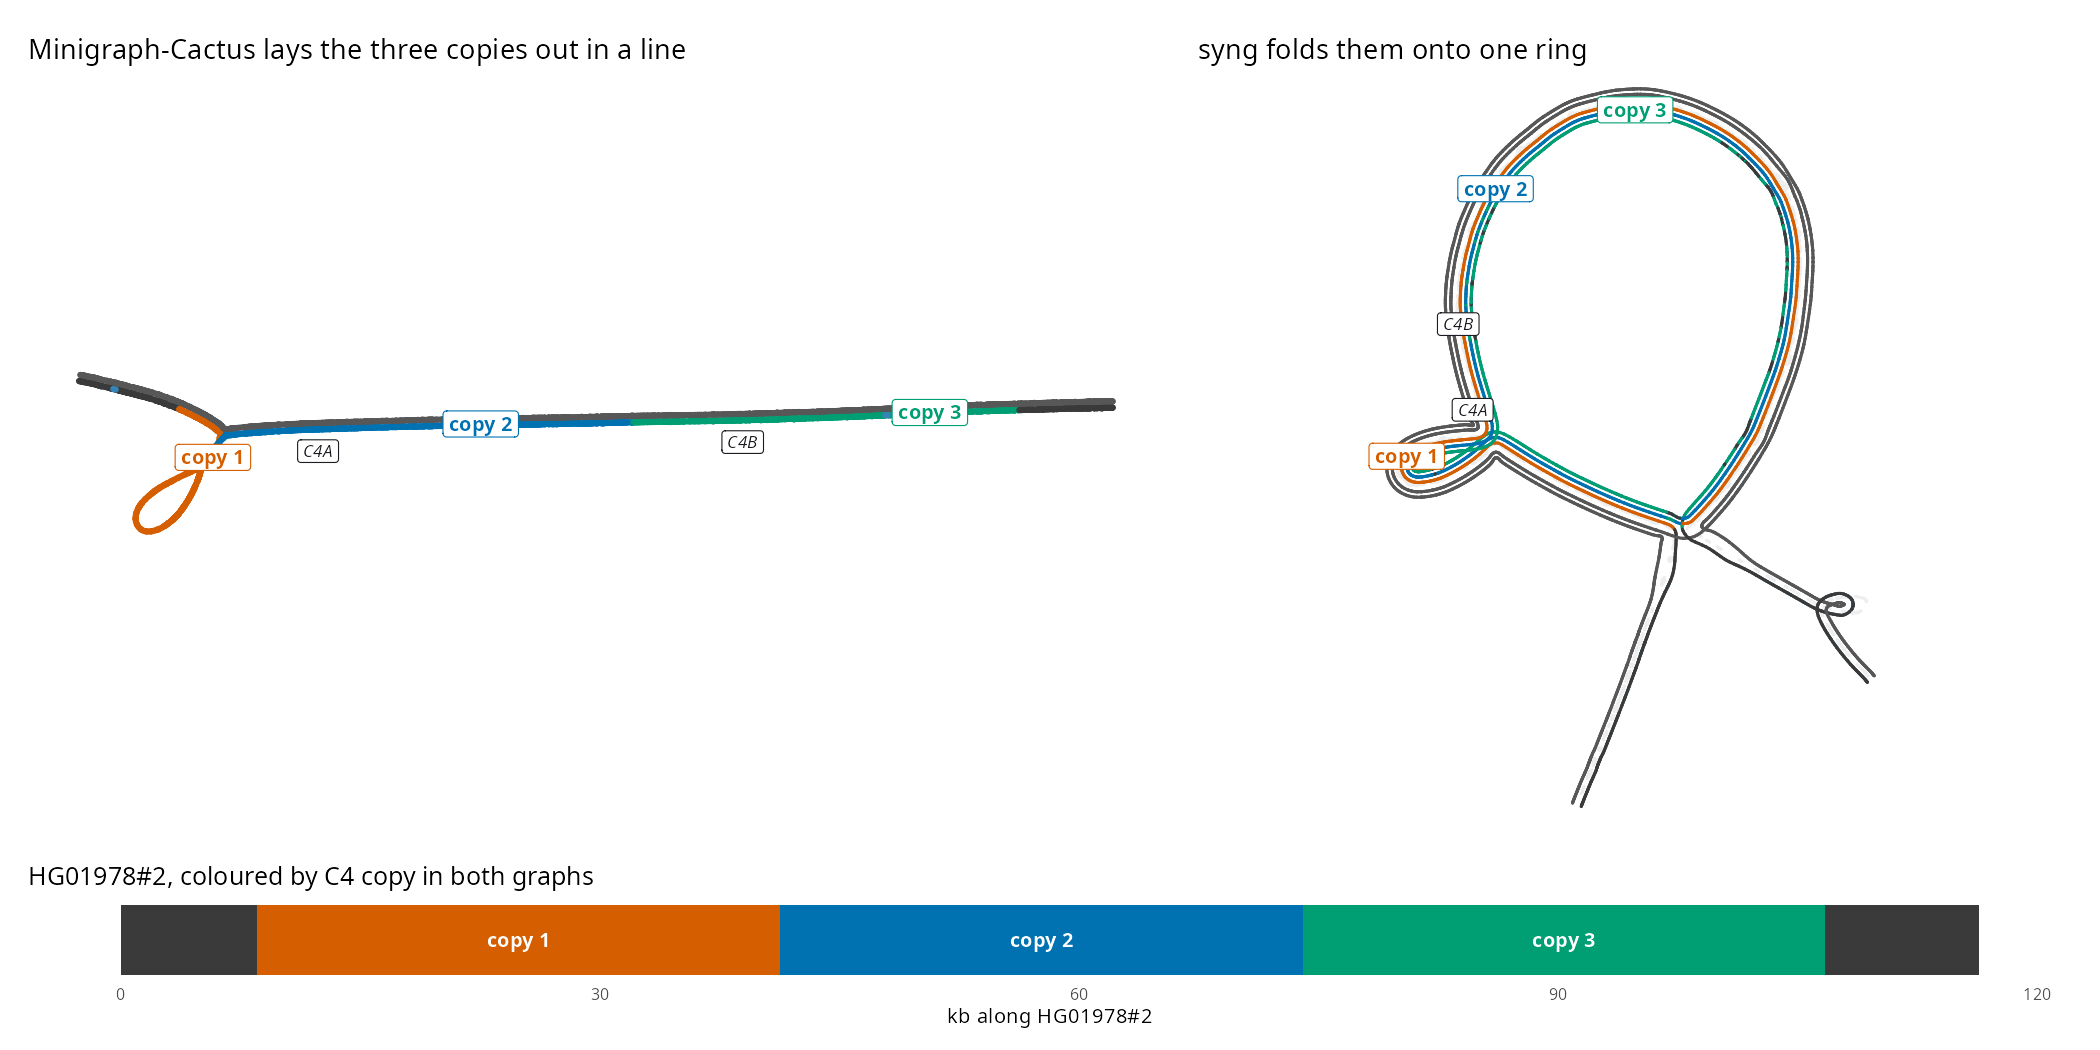 Minigraph-Cactus lays the three copies out in a line
syng folds them onto one ring
copy 3
copy 2
C4B
C4A
copy 1
copy 1
C4A
copy 2
C4B
copy 3
HG01978#2, coloured by C4 copy in both graphs
copy 1
copy 2
copy 3
0
30
60
90
120
kb along HG01978#2